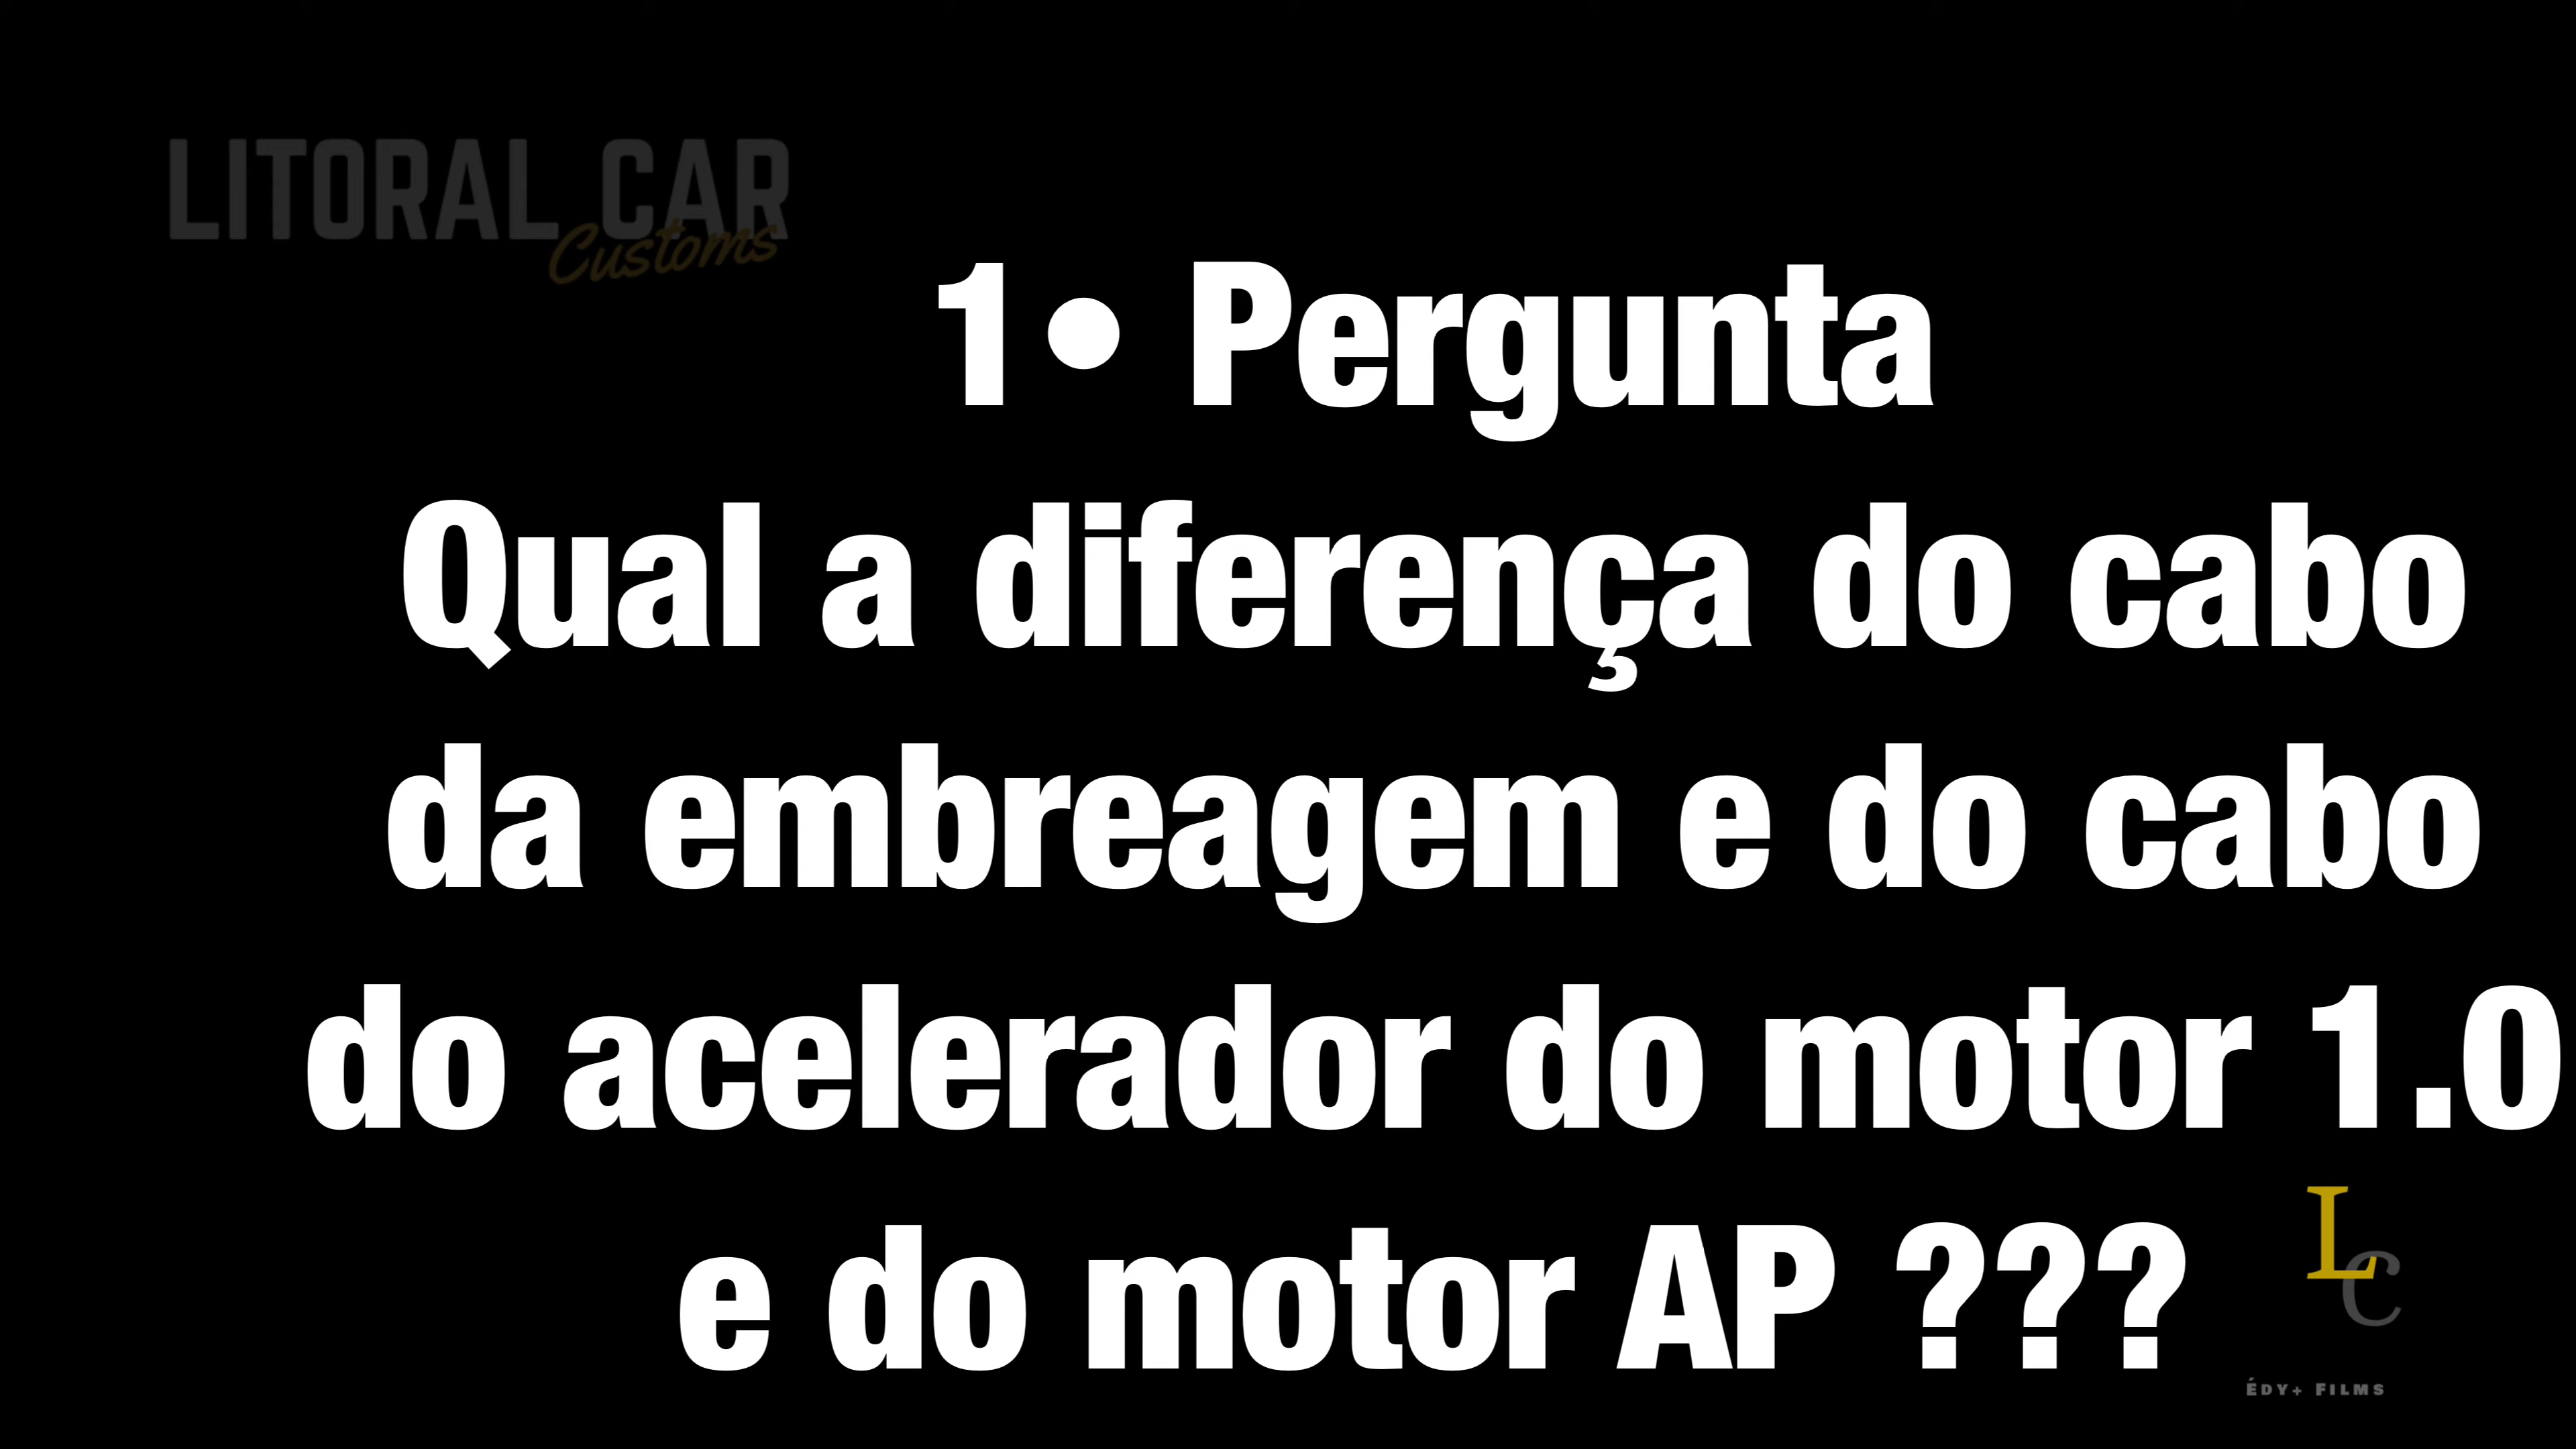 LITORAL CAR
Customs
1• Pergunta
Qual a diferença do cabo
da embreagem e do cabo
do acelerador do motor 1.0
e do motor AP ???
LC
ÉDY+ FILMS